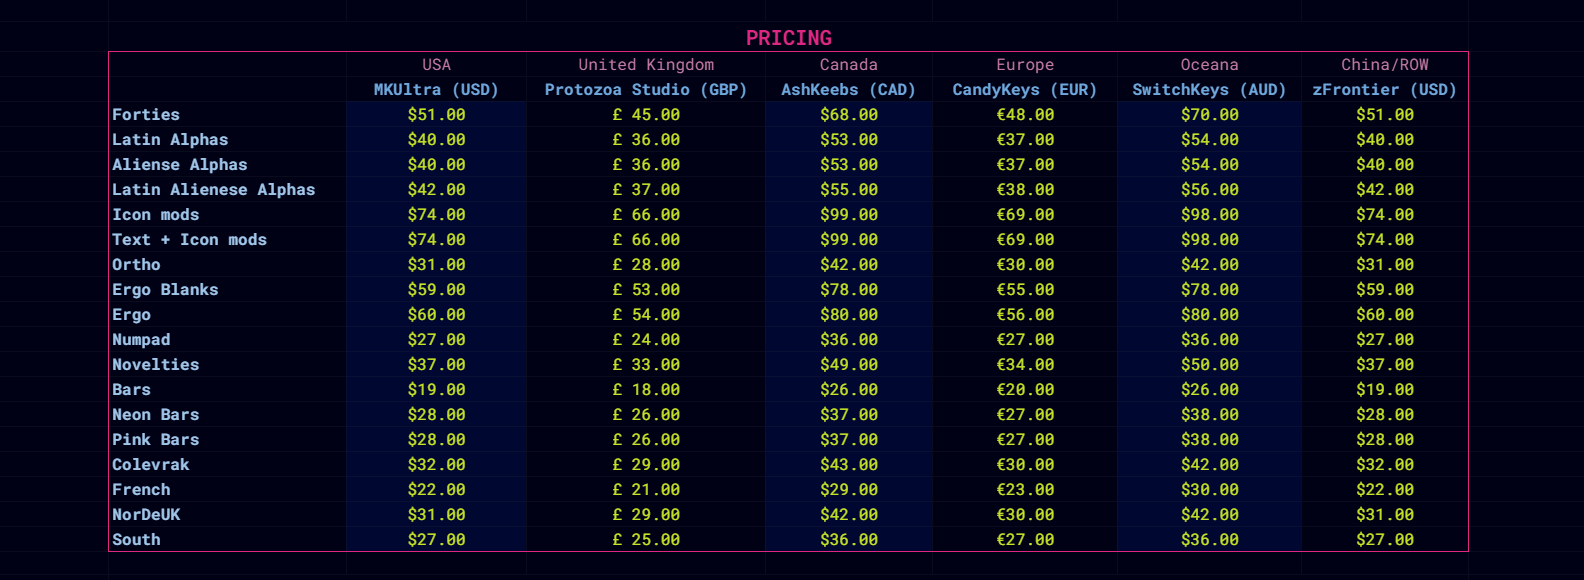 PRICING
USA United Kingdom Canada Europe Oceana China/ROW
MKUltra (USD) Protozoa Studio (GBP) AshKeebs (CAD) CandyKeys (EUR) SwitchKeys (AUD) zFrontier (USD)
Forties $51.00 £ 45.00 $68.00 €48.00 $70.00 $51.00
Latin Alphas $40.00 £ 36.00 $53.00 €37.00 $54.00 $40.00
Aliense Alphas $40.00 £ 36.00 $53.00 €37.00 $54.00 $40.00
Latin Alienese Alphas $42.00 £ 37.00 $55.00 €38.00 $56.00 $42.00
Icon mods $74.00 £ 66.00 $99.00 €69.00 $98.00 $74.00
Text + Icon mods $74.00 £ 66.00 $99.00 €69.00 $98.00 $74.00
Ortho $31.00 £ 28.00 $42.00 €30.00 $42.00 $31.00
Ergo Blanks $59.00 £ 53.00 $78.00 €55.00 $78.00 $59.00
Ergo $60.00 £ 54.00 $80.00 €56.00 $80.00 $60.00
Numpad $27.00 £ 24.00 $36.00 €27.00 $36.00 $27.00
Novelties $37.00 £ 33.00 $49.00 €34.00 $50.00 $37.00
Bars $19.00 £ 18.00 $26.00 €20.00 $26.00 $19.00
Neon Bars $28.00 £ 26.00 $37.00 €27.00 $38.00 $28.00
Pink Bars $28.00 £ 26.00 $37.00 €27.00 $38.00 $28.00
Colevrak $32.00 £ 29.00 $43.00 €30.00 $42.00 $32.00
French $22.00 £ 21.00 $29.00 €23.00 $30.00 $22.00
NorDeUK $31.00 £ 29.00 $42.00 €30.00 $42.00 $31.00
South $27.00 £ 25.00 $36.00 €27.00 $36.00 $27.00